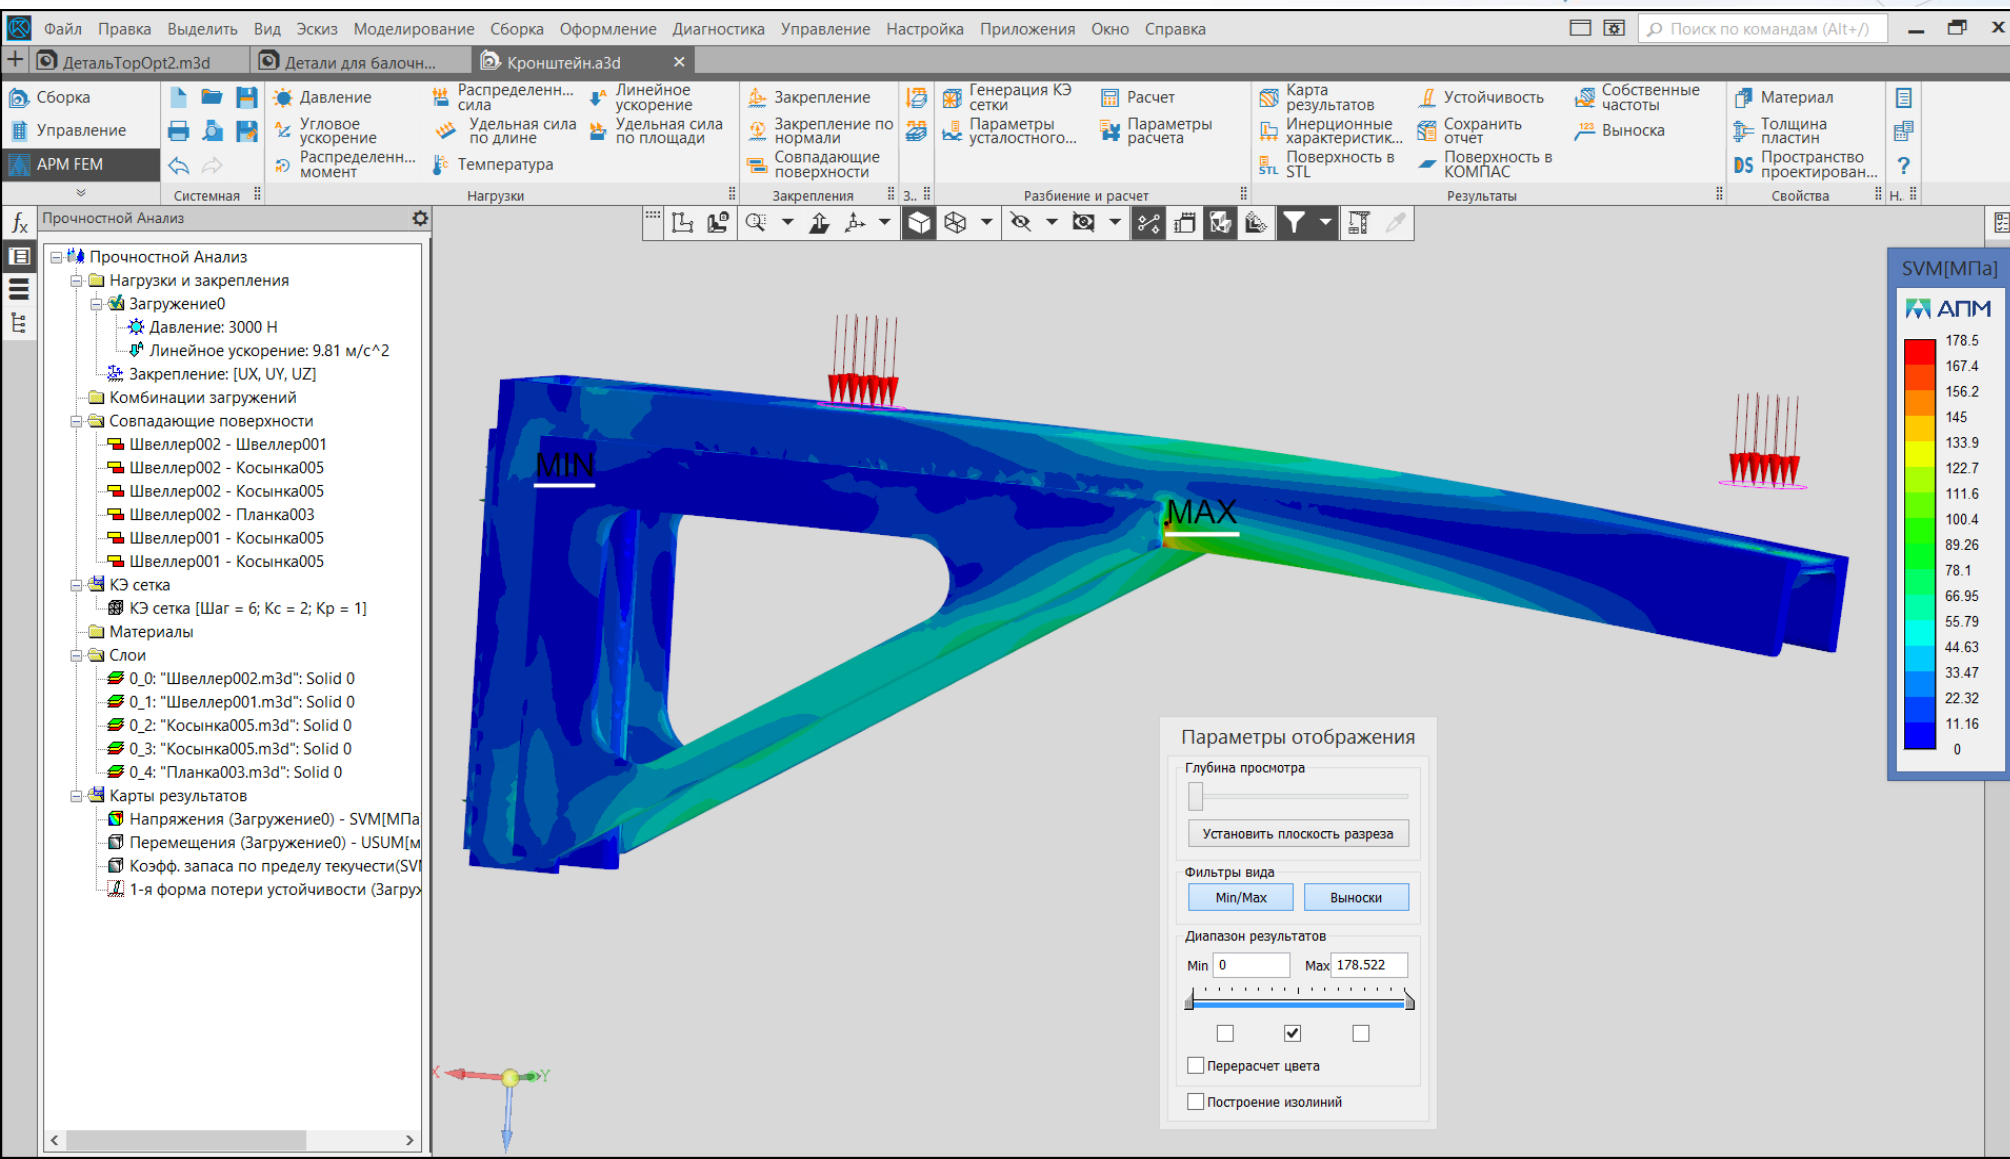 Файл Правка Выделить Вид Эскиз Моделирование Сборка Оформление Диагностика Управление Настройка Приложения Окно Справка
Поиск по командам (Alt+/)
ДетальTopOpt2.m3d
Детали для балочн...
Кронштейн.a3d
Сборка
Управление
APM FEM
Системная
Давление
Угловое
ускорение
Распределенн...
момент
Распределенн...
сила
Удельная сила
по длине
Температура
Линейное
ускорение
Удельная сила
по площади
Нагрузки
Закрепление
Закрепление по
нормали
Совпадающие
поверхности
Закрепления
З..
Генерация КЭ
сетки
Параметры
усталостного...
Расчет
Параметры
расчета
Разбиение и расчет
Карта
результатов
Инерционные
характеристик...
STL
Поверхность в
STL
Устойчивость
Сохранить
отчет
Поверхность в
КОМПАС
Собственные
частоты
123 Выноска
Результаты
Материал
Толщина
пластин
DS Пространство
проектирован...
Свойства
Н..
Прочностной Анализ
Прочностной Анализ
Нагрузки и закрепления
Загружение0
Давление: 3000 Н
Линейное ускорение: 9.81 м/с^2
Закрепление: [UX, UY, UZ]
Комбинации загружений
Совпадающие поверхности
Швеллер002 - Швеллер001
Швеллер002 - Косынка005
Швеллер002 - Косынка005
Швеллер002 - Планка003
Швеллер001 - Косынка005
Швеллер001 - Косынка005
КЭ сетка
КЭ сетка [Шаг = 6; Кс = 2; Кр = 1]
Материалы
Слои
0_0: "Швеллер002.m3d": Solid 0
0_1: "Швеллер001.m3d": Solid 0
0_2: "Косынка005.m3d": Solid 0
0_3: "Косынка005.m3d": Solid 0
0_4: "Планка003.m3d": Solid 0
Карты результатов
Напряжения (Загружение0) - SVM[МПа
Перемещения (Загружение0) - USUM[м
Коэфф. запаса по пределу текучести(SV
1-я форма потери устойчивости (Загруж
MIN
MAX
X
Y
SVM[МПа]
АПМ
178.5
167.4
156.2
145
133.9
122.7
111.6
100.4
89.26
78.1
66.95
55.79
44.63
33.47
22.32
11.16
0
Параметры отображения
Глубина просмотра
Установить плоскость разреза
Фильтры вида
Min/Max
Выноски
Диапазон результатов
Min 0 Max 178.522
Перерасчет цвета
Построение изолиний